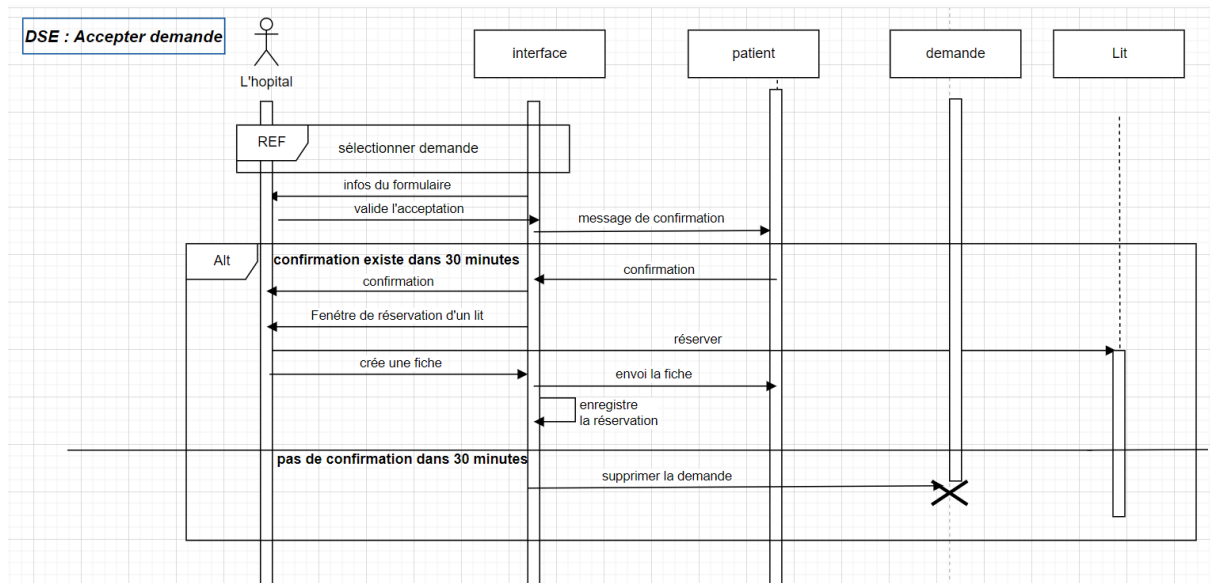 DSE : Accepter demande
L'hopital
interface
patient
demande
Lit
REF
sélectionner demande
infos du formulaire
valide l'acceptation
message de confirmation
Alt
confirmation existe dans 30 minutes
confirmation
confirmation
Fenétre de réservation d'un lit
réserver
crée une fiche
envoi la fiche
enregistre
la réservation
pas de confirmation dans 30 minutes
supprimer la demande